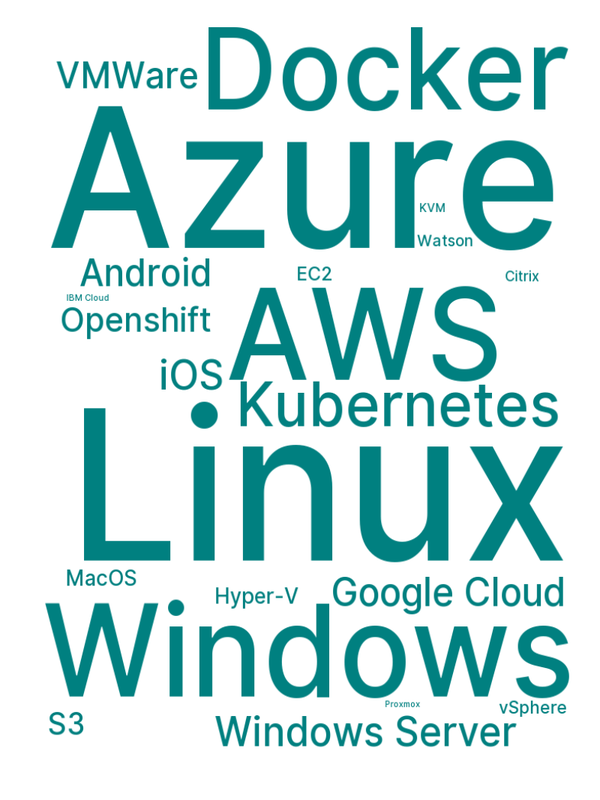 Docker
VMWare
Azure
KVM
Watson
Android
EC2
Citrix
IBM Cloud
Openshift
AWS
iOS
Kubernetes
Linux
MacOS
Hyper-V
Google Cloud
Windows
Proxmox
vSphere
S3
Windows Server